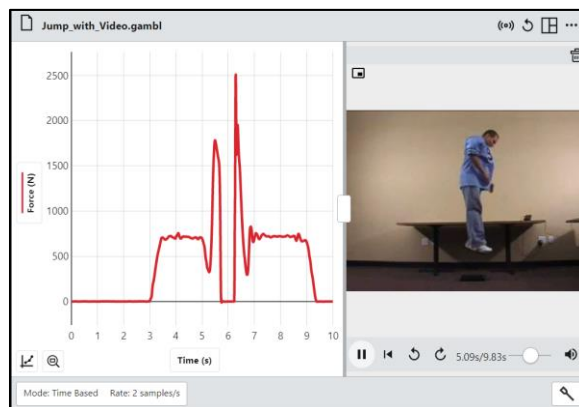 Jump_with_Video.gambl
2500
2000
1500
1000
500
0
Force (N)
0 1 2 3 4 5 6 7 8 9 10
Time (s)
5.09s/9.83s
Mode: Time Based Rate: 2 samples/s